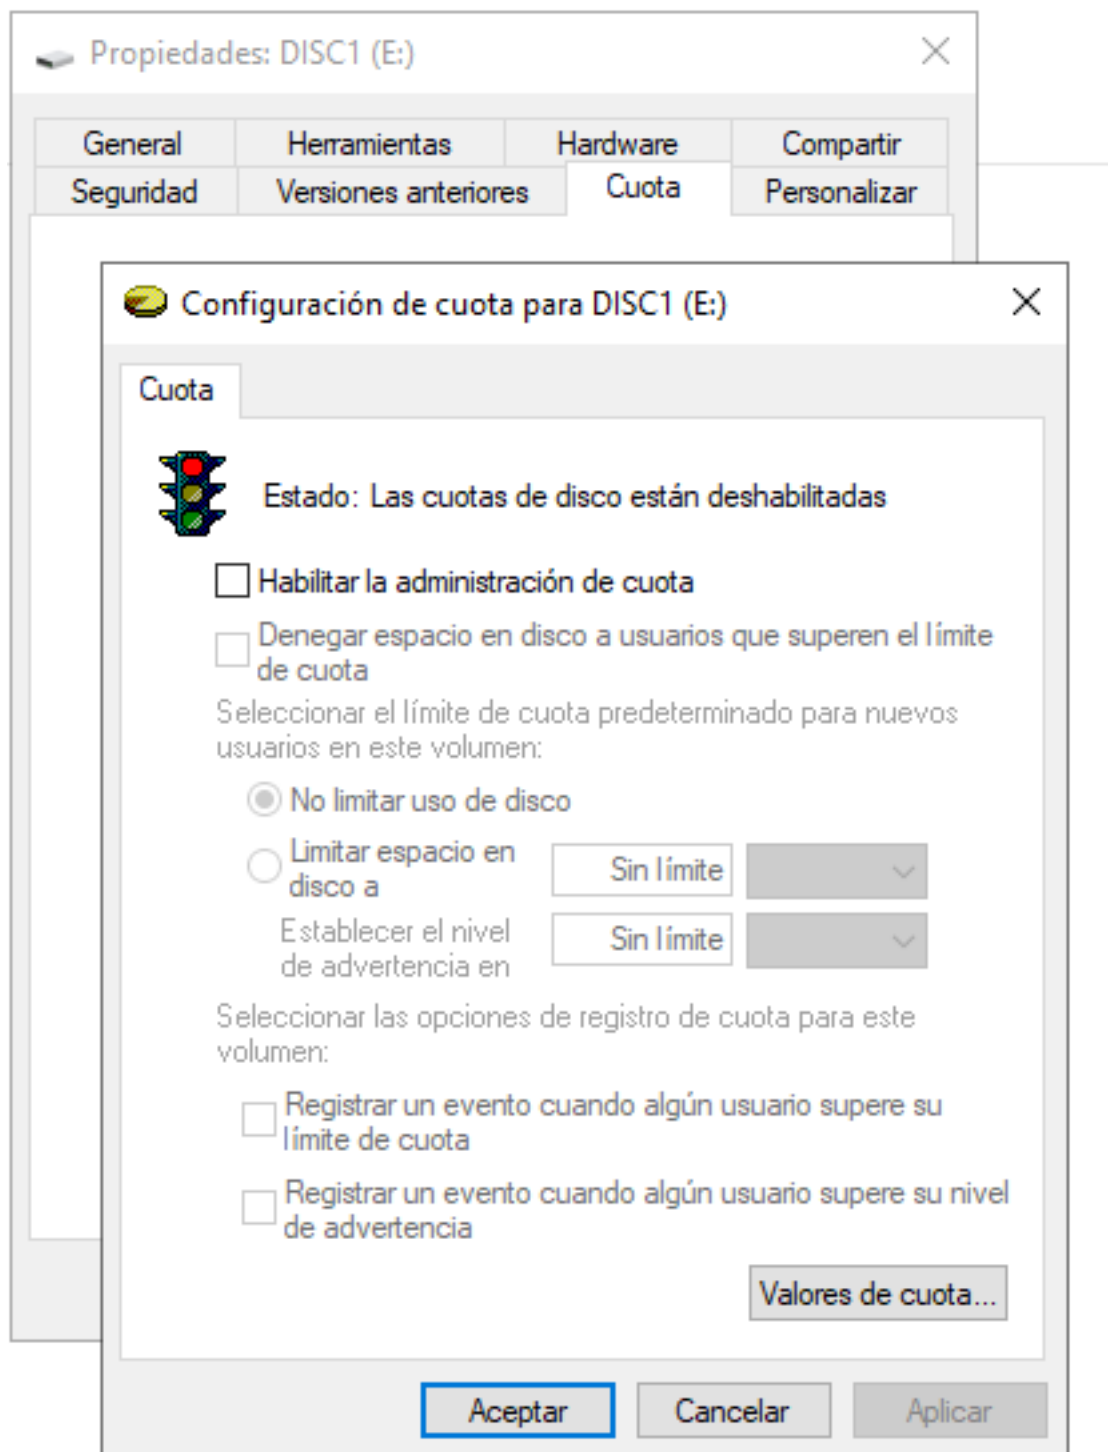 Propiedades: DISC1 (E:)
General
Herramientas
Hardware
Compartir
Seguridad
Versiones anteriores
Cuota
Personalizar
Configuración de cuota para DISC1 (E:)
Cuota
Estado: Las cuotas de disco están deshabilitadas
Habilitar la administración de cuota
Denegar espacio en disco a usuarios que superen el límite
de cuota
Seleccionar el límite de cuota predeterminado para nuevos
usuarios en este volumen:
No limitar uso de disco
Limitar espacio en
disco a
Sin límite
Establecer el nivel
de advertencia en
Sin límite
Seleccionar las opciones de registro de cuota para este
volumen:
Registrar un evento cuando algún usuario supere su
límite de cuota
Registrar un evento cuando algún usuario supere su nivel
de advertencia
Valores de cuota...
Aceptar
Cancelar
Aplicar